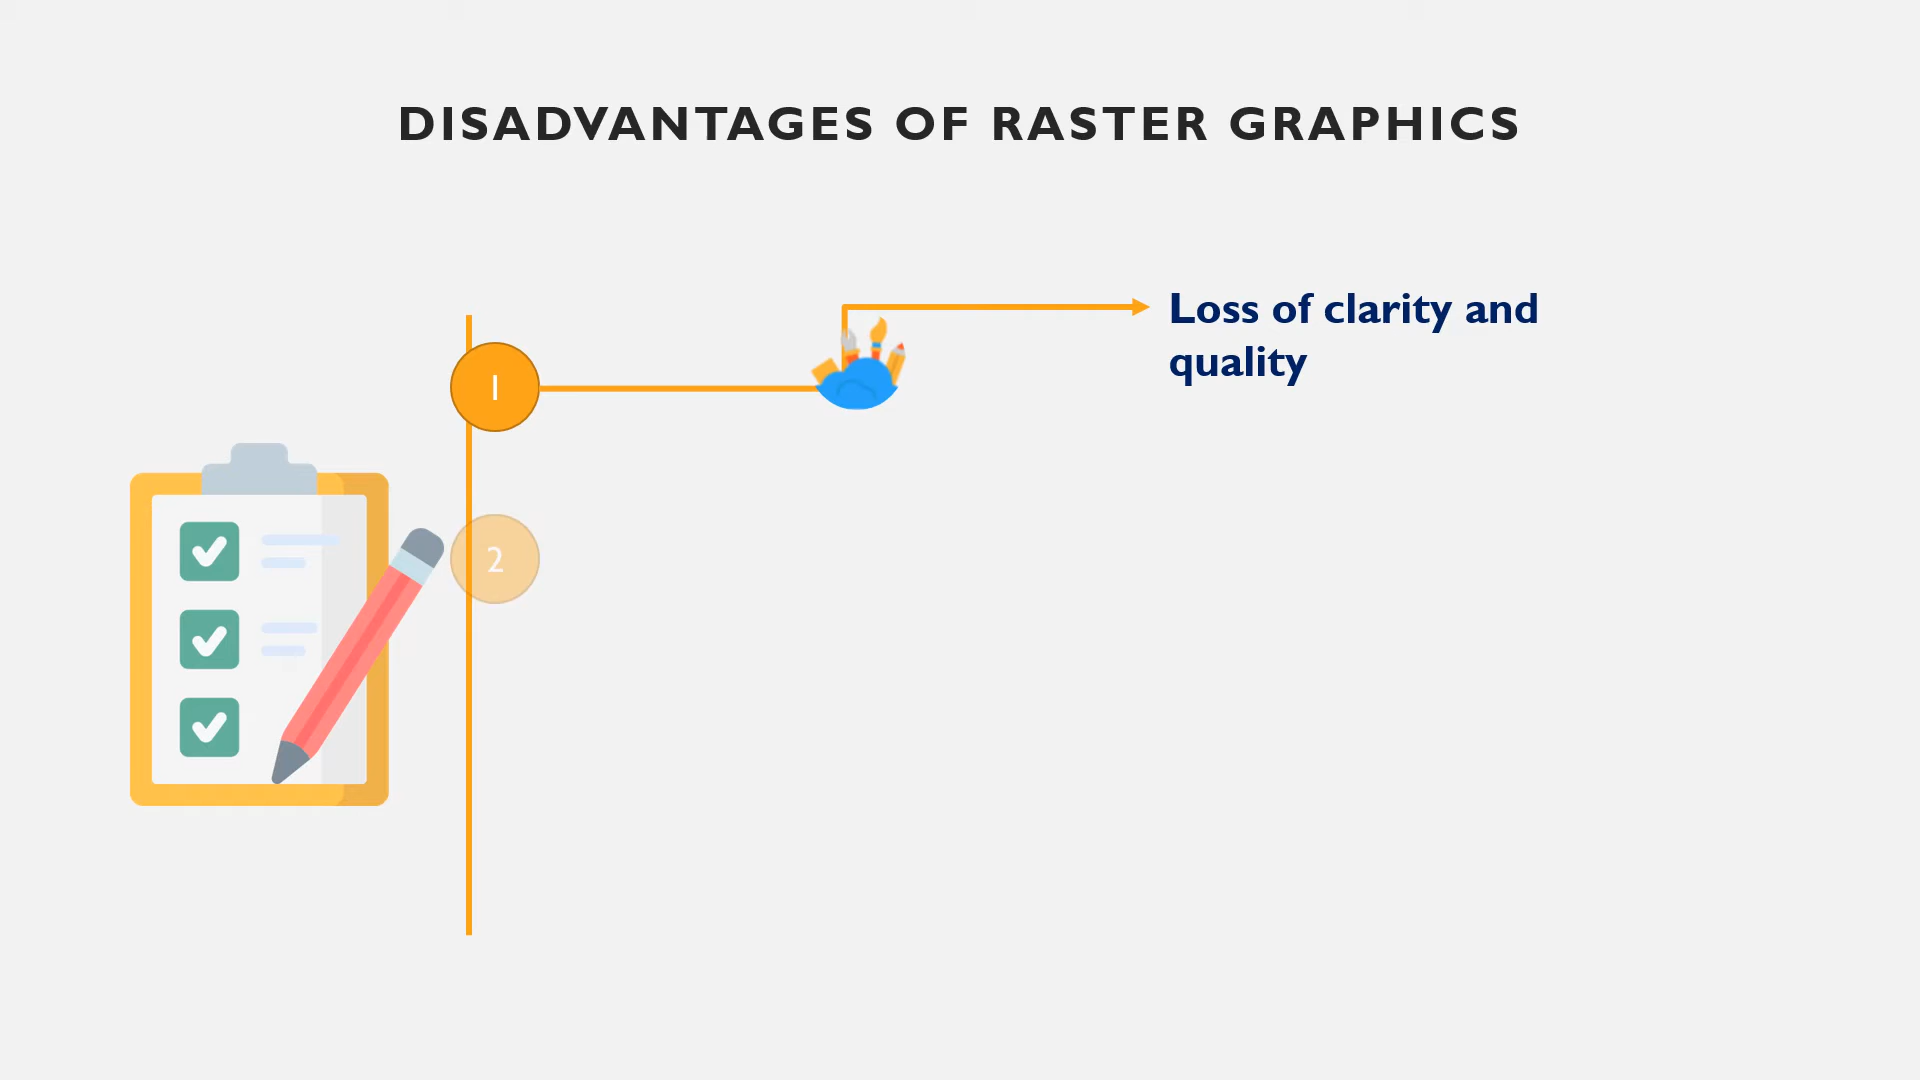 DISADVANTAGES OF RASTER GRAPHICS
1
Loss of clarity and
quality
2